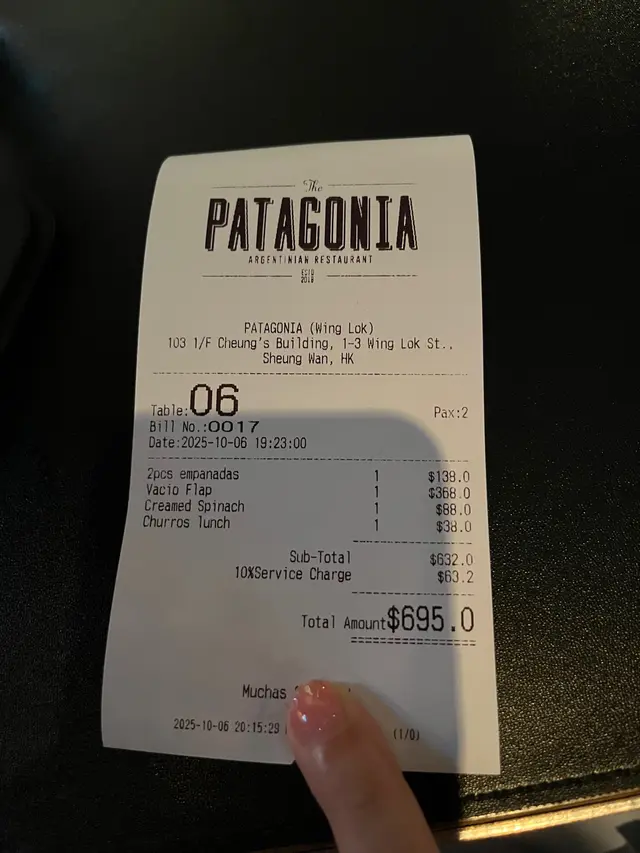 The
PATAGONIA
ARGENTINIAN RESTAURANT
ESTD
2018
PATAGONIA (Wing Lok)
103 1/F Cheung's Building, 1-3 Wing Lok St.,
Sheung Wan, HK
Table:06 Pax:2
Bill No.:0017
Date:2025-10-06 19:23:00
2pcs empanadas 1 $138.0
Vacio Flap 1 $368.0
Creamed Spinach 1 $88.0
Churros lunch 1 $38.0
Sub-Total $632.0
10%Service Charge $63.2
Total Amount$695.0
Muchas
2025-10-06 20:15:29 (1/0)